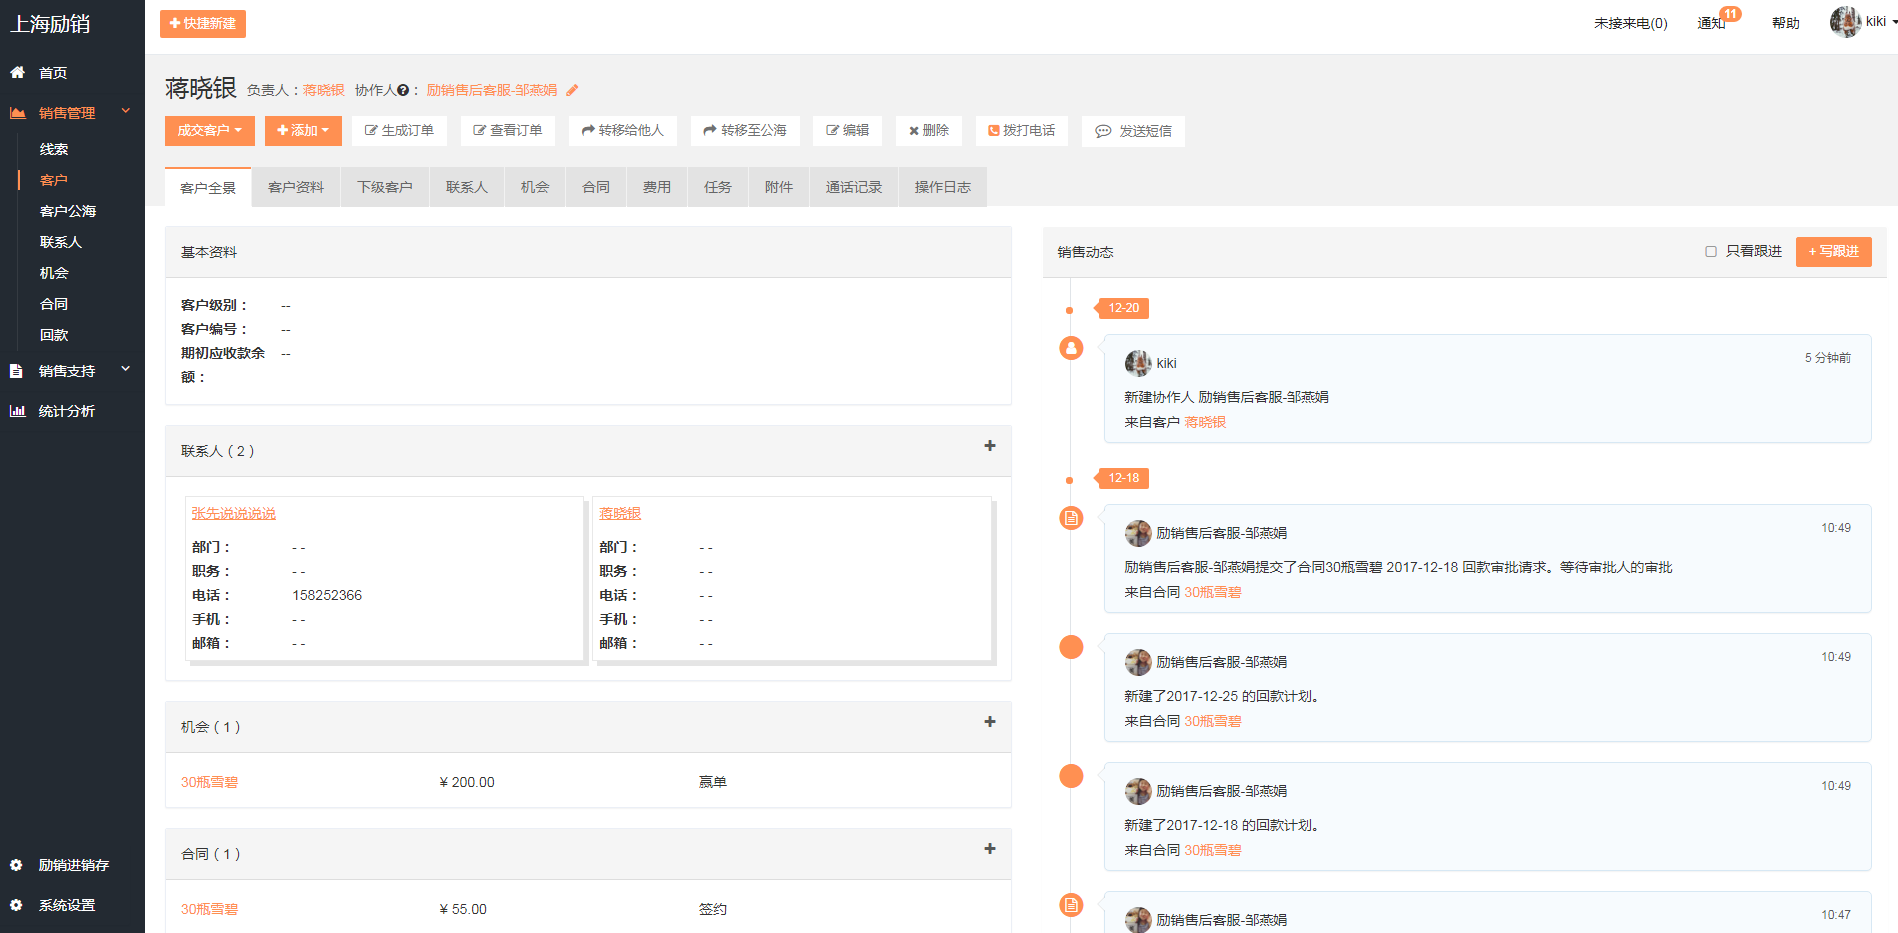 上海励销
快捷新建
未接来电(0)
通知
11
帮助
kiki
首页
销售管理
线索
客户
客户公海
联系人
机会
合同
回款
销售支持
统计分析
励销进销存
系统设置
蒋晓银 负责人：蒋晓银 协作人： 励销售后客服-邹燕娟
成交客户 添加 生成订单 查看订单 转移给他人 转移至公海 编辑 删除 拨打电话 发送短信
客户全景 客户资料 下级客户 联系人 机会 合同 费用 任务 附件 通话记录 操作日志
基本资料
客户级别： --
客户编号： --
期初应收款余 --
额：
联系人 ( 2 )
张先说说说说
部门： - -
职务： - -
电话： 158252366
手机： - -
邮箱： - -
蒋晓银
部门： - -
职务： - -
电话： - -
手机： - -
邮箱： - -
机会 ( 1 )
30瓶雪碧 ¥ 200.00 赢单
合同 ( 1 )
30瓶雪碧 ¥ 55.00 签约
销售动态 只看跟进 + 写跟进
12-20
kiki 5 分钟前
新建协作人 励销售后客服-邹燕娟
来自客户 蒋晓银
12-18
励销售后客服-邹燕娟 10:49
励销售后客服-邹燕娟提交了合同30瓶雪碧 2017-12-18 回款审批请求。等待审批人的审批
来自合同 30瓶雪碧
励销售后客服-邹燕娟 10:49
新建了2017-12-25 的回款计划。
来自合同 30瓶雪碧
励销售后客服-邹燕娟 10:49
新建了2017-12-18 的回款计划。
来自合同 30瓶雪碧
励销售后客服-邹燕娟 10:47